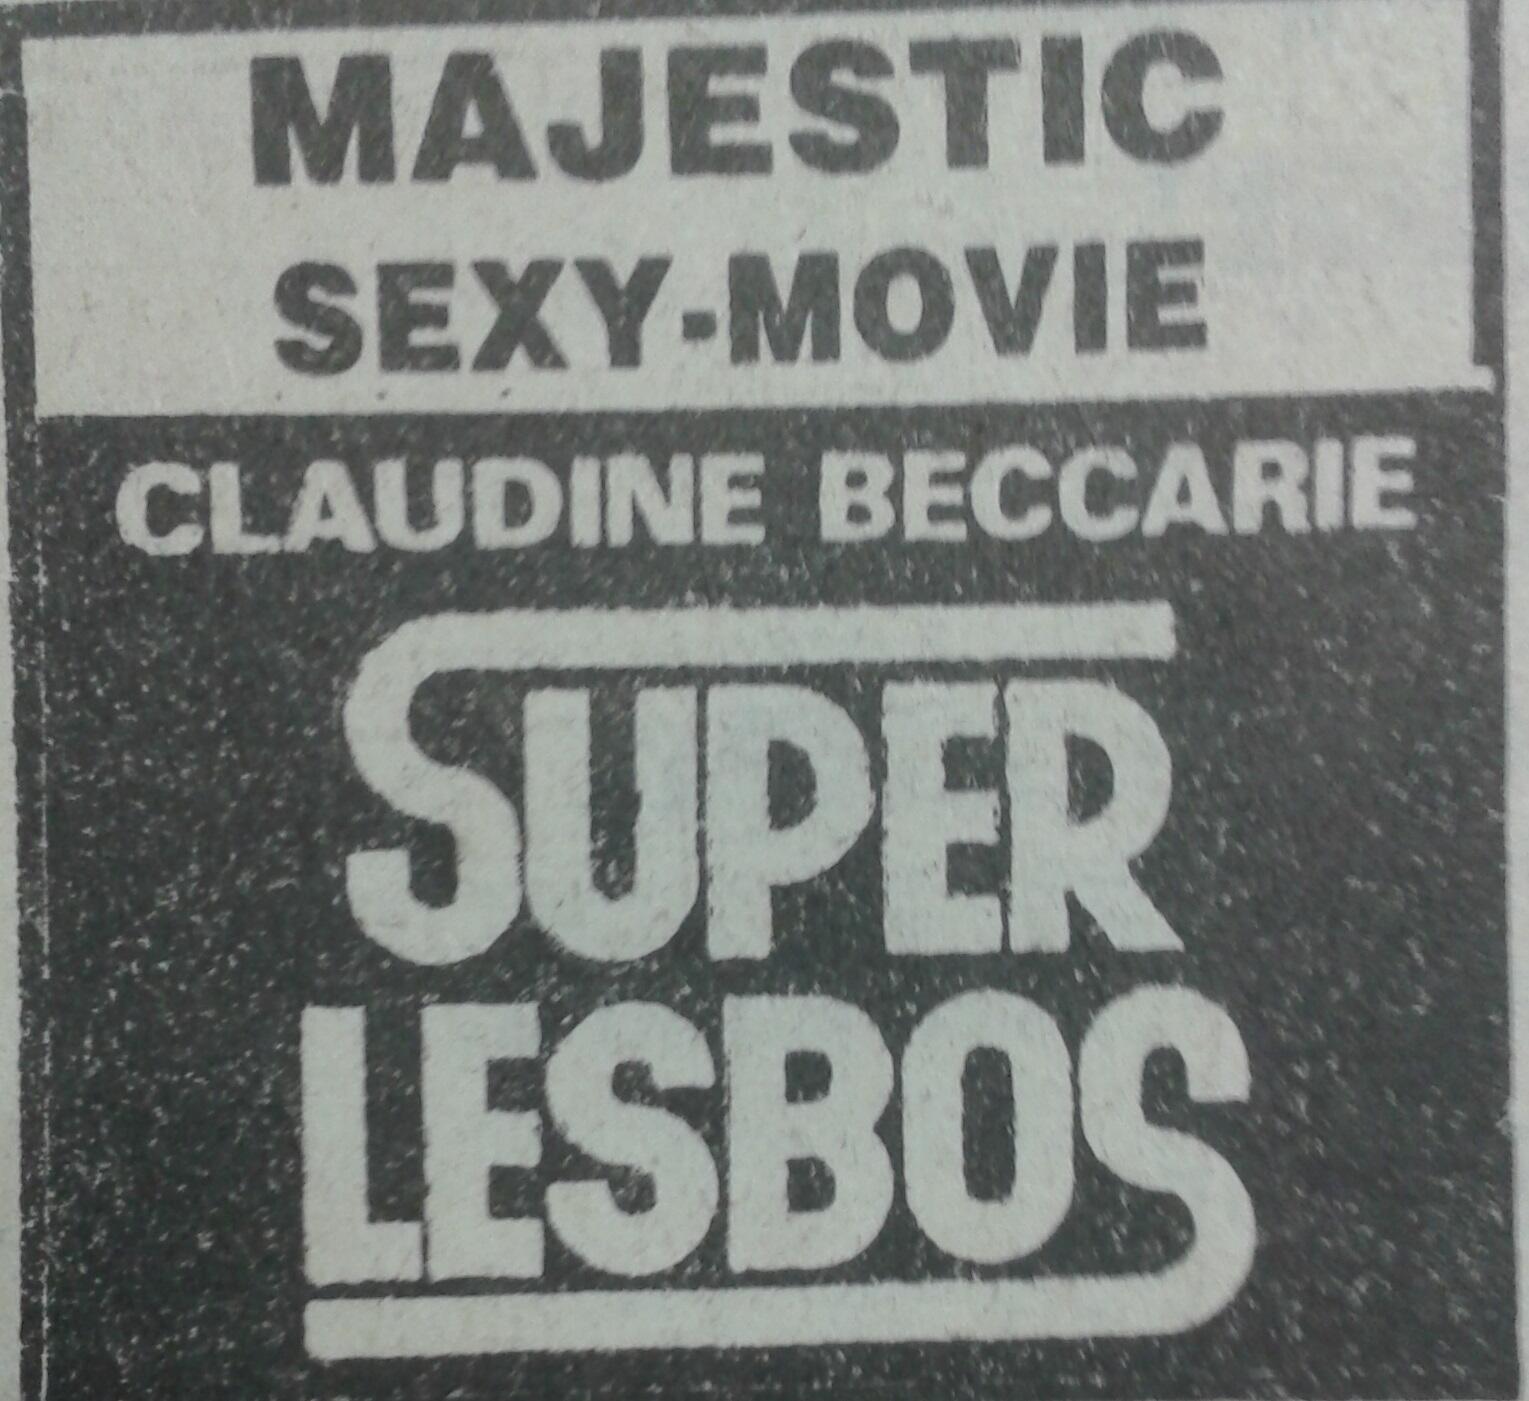 MAJESTIC
SEXY-MOVIE
CLAUDINE BECCARIE
SUPER
LESBOS